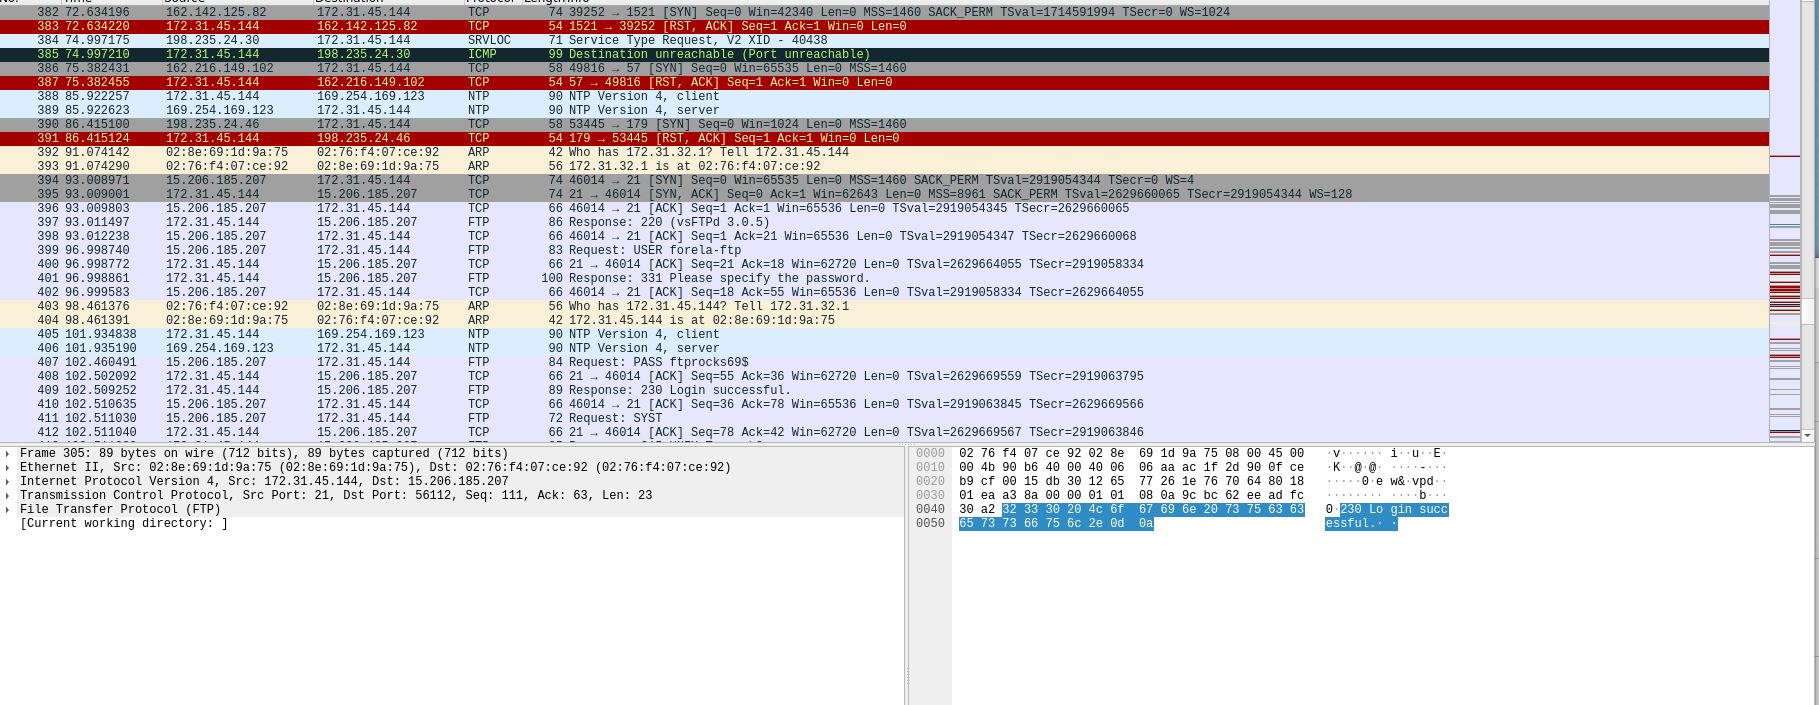 382 72.634196 162.142.125.82 172.31.45.144 TCP 74 39252 → 1521 [SYN] Seq=0 Win=42340 Len=0 MSS=1460 SACK_PERM TSval=1714591994 TSecr=0 WS=1024
383 72.634220 172.31.45.144 162.142.125.82 TCP 54 1521 → 39252 [RST, ACK] Seq=1 Ack=1 Win=0 Len=0
384 74.997175 198.235.24.30 172.31.45.144 SRVLOC 71 Service Type Request, V2 XID - 40438
385 74.997210 172.31.45.144 198.235.24.30 ICMP 99 Destination unreachable (Port unreachable)
386 75.382431 162.216.149.102 172.31.45.144 TCP 58 49816 → 57 [SYN] Seq=0 Win=65535 Len=0 MSS=1460
387 75.382455 172.31.45.144 162.216.149.102 TCP 54 57 → 49816 [RST, ACK] Seq=1 Ack=1 Win=0 Len=0
388 85.922257 172.31.45.144 169.254.169.123 NTP 90 NTP Version 4, client
389 85.922623 169.254.169.123 172.31.45.144 NTP 90 NTP Version 4, server
390 86.415100 198.235.24.46 172.31.45.144 TCP 58 53445 → 179 [SYN] Seq=0 Win=1024 Len=0 MSS=1460
391 86.415124 172.31.45.144 198.235.24.46 TCP 54 179 → 53445 [RST, ACK] Seq=1 Ack=1 Win=0 Len=0
392 91.074142 02:8e:69:1d:9a:75 02:76:f4:07:ce:92 ARP 42 Who has 172.31.32.1? Tell 172.31.45.144
393 91.074290 02:76:f4:07:ce:92 02:8e:69:1d:9a:75 ARP 56 172.31.32.1 is at 02:76:f4:07:ce:92
394 93.008971 15.206.185.207 172.31.45.144 TCP 74 46014 → 21 [SYN] Seq=0 Win=65535 Len=0 MSS=1460 SACK_PERM TSval=2919054344 TSecr=0 WS=4
395 93.009001 172.31.45.144 15.206.185.207 TCP 74 21 → 46014 [SYN, ACK] Seq=0 Ack=1 Win=62643 Len=0 MSS=8961 SACK_PERM TSval=2629660065 TSecr=2919054344 WS=128
396 93.009803 15.206.185.207 172.31.45.144 TCP 66 46014 → 21 [ACK] Seq=1 Ack=1 Win=65536 Len=0 TSval=2919054345 TSecr=2629660065
397 93.011497 172.31.45.144 15.206.185.207 FTP 86 Response: 220 (vsFTPd 3.0.5)
398 93.012238 15.206.185.207 172.31.45.144 TCP 66 46014 → 21 [ACK] Seq=1 Ack=21 Win=65536 Len=0 TSval=2919054347 TSecr=2629660068
399 96.998740 15.206.185.207 172.31.45.144 FTP 83 Request: USER forela-ftp
400 96.998772 172.31.45.144 15.206.185.207 TCP 66 21 → 46014 [ACK] Seq=21 Ack=18 Win=62720 Len=0 TSval=2629664055 TSecr=2919058334
401 96.998861 172.31.45.144 15.206.185.207 FTP 100 Response: 331 Please specify the password.
402 96.999583 15.206.185.207 172.31.45.144 TCP 66 46014 → 21 [ACK] Seq=18 Ack=55 Win=65536 Len=0 TSval=2919058334 TSecr=2629664055
403 98.461376 02:76:f4:07:ce:92 02:8e:69:1d:9a:75 ARP 56 Who has 172.31.45.144? Tell 172.31.32.1
404 98.461391 02:8e:69:1d:9a:75 02:76:f4:07:ce:92 ARP 42 172.31.45.144 is at 02:8e:69:1d:9a:75
405 101.934838 172.31.45.144 169.254.169.123 NTP 90 NTP Version 4, client
406 101.935190 169.254.169.123 172.31.45.144 NTP 90 NTP Version 4, server
407 102.460491 15.206.185.207 172.31.45.144 FTP 84 Request: PASS ftprocks69$
408 102.502092 172.31.45.144 15.206.185.207 TCP 66 21 → 46014 [ACK] Seq=55 Ack=36 Win=62720 Len=0 TSval=2629669559 TSecr=2919063795
409 102.509252 172.31.45.144 15.206.185.207 FTP 89 Response: 230 Login successful.
410 102.510635 15.206.185.207 172.31.45.144 TCP 66 46014 → 21 [ACK] Seq=36 Ack=78 Win=65536 Len=0 TSval=2919063845 TSecr=2629669566
411 102.511030 15.206.185.207 172.31.45.144 FTP 72 Request: SYST
412 102.511040 172.31.45.144 15.206.185.207 TCP 66 21 → 46014 [ACK] Seq=78 Ack=42 Win=62720 Len=0 TSval=2629669567 TSecr=2919063846
Frame 305: 89 bytes on wire (712 bits), 89 bytes captured (712 bits)
Ethernet II, Src: 02:8e:69:1d:9a:75 (02:8e:69:1d:9a:75), Dst: 02:76:f4:07:ce:92 (02:76:f4:07:ce:92)
Internet Protocol Version 4, Src: 172.31.45.144, Dst: 15.206.185.207
Transmission Control Protocol, Src Port: 21, Dst Port: 56112, Seq: 111, Ack: 63, Len: 23
File Transfer Protocol (FTP)
[Current working directory: ]
0000 02 76 f4 07 ce 92 02 8e 69 1d 9a 75 08 00 45 00 ·v······ i··u··E·
0010 00 4b 90 b6 40 00 40 06 06 aa ac 1f 2d 90 0f ce ·K··@·@· ····-···
0020 b9 cf 00 15 db 30 12 65 77 26 1e 76 70 64 80 18 ·····0·e w&·vpd··
0030 01 ea a3 8a 00 00 01 01 08 0a 9c bc 62 ee ad fc ········ ····b···
0040 30 a2 32 33 30 20 4c 6f 67 69 6e 20 73 75 63 63 0·230 Lo gin succ
0050 65 73 73 66 75 6c 2e 0d 0a essful.· ·